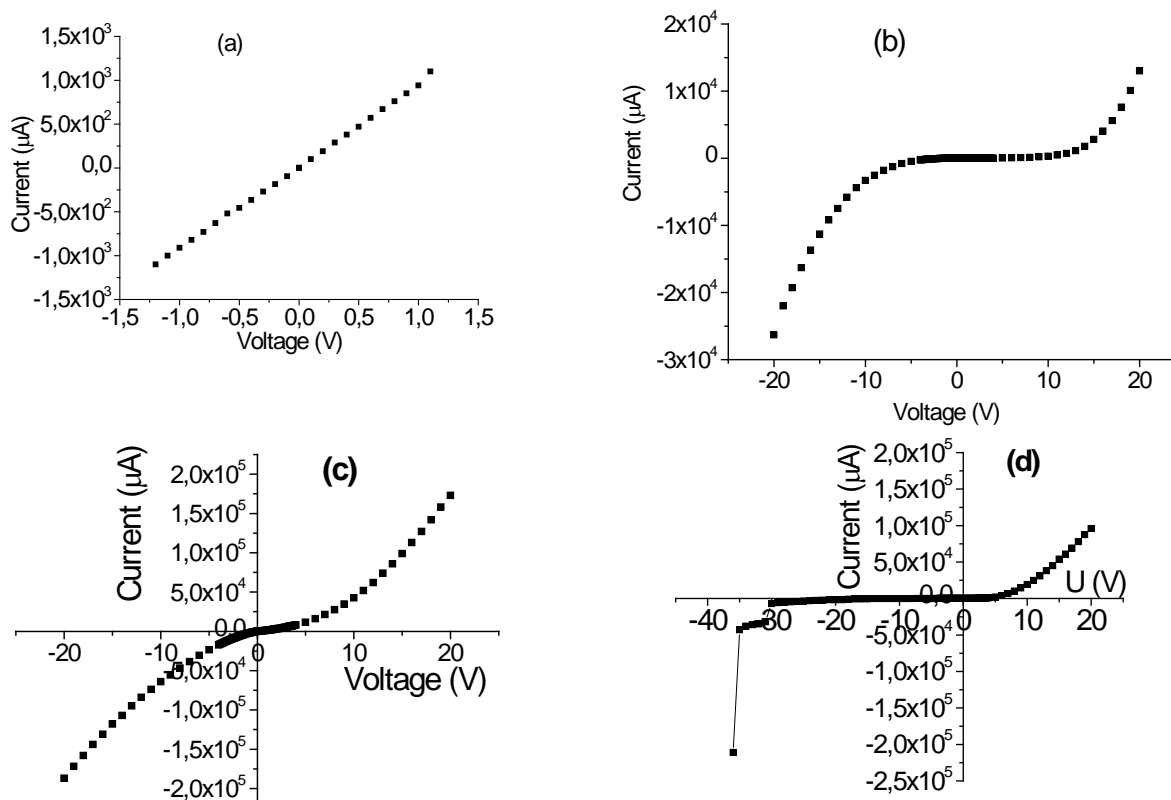 (a)
Current (µA)
1,5x10³
1,0x10³
5,0x10²
0,0
-5,0x10²
-1,0x10³
-1,5x10³
-1,5 -1,0 -0,5 0,0 0,5 1,0 1,5
Voltage (V)
(b)
Current (µA)
2x10⁴
1x10⁴
0
-1x10⁴
-2x10⁴
-3x10⁴
-20 -10 0 10 20
Voltage (V)
(c)
Current (µA)
2,0x10⁵
1,5x10⁵
1,0x10⁵
5,0x10⁴
0,0
-5,0x10⁴
-1,0x10⁵
-1,5x10⁵
-2,0x10⁵
-20 -10 0 10 20
Voltage (V)
(d)
Current (µA)
2,0x10⁵
1,5x10⁵
1,0x10⁵
5,0x10⁴
0,0
-5,0x10⁴
-1,0x10⁵
-1,5x10⁵
-2,0x10⁵
-2,5x10⁵
-40 -30 -20 -10 0 10 20
U (V)